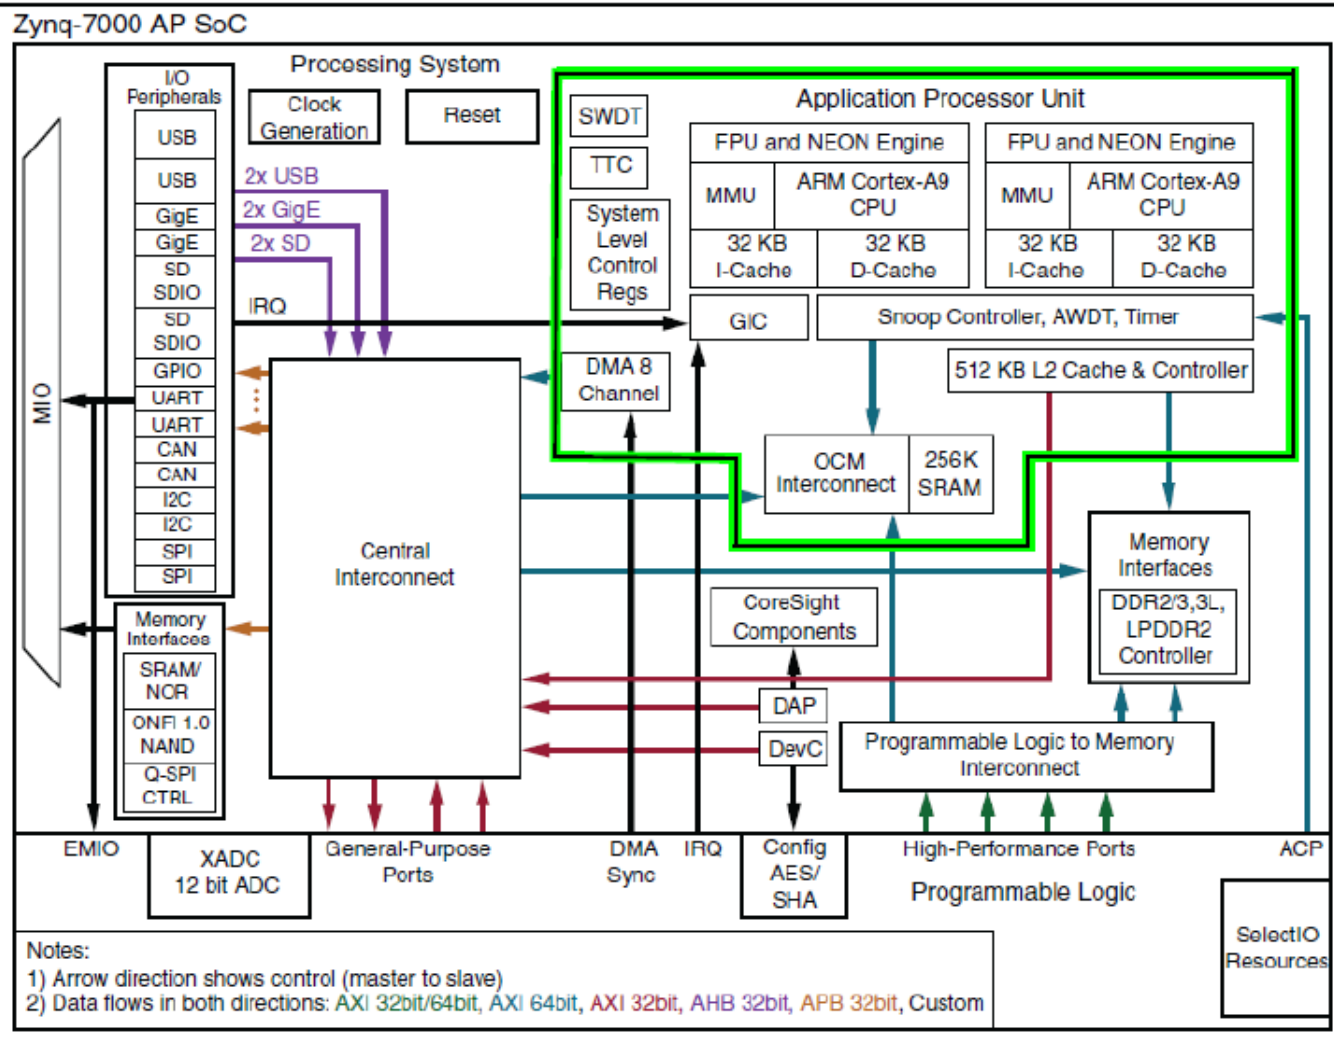 Zynq-7000 AP SoC
Processing System
I/O
Peripherals
USB
USB
GigE
GigE
SD
SDIO
SD
SDIO
GPIO
UART
UART
CAN
CAN
I2C
I2C
SPI
SPI
MIO
Clock
Generation
Reset
2x USB
2x GigE
2x SD
IRQ
Application Processor Unit
SWDT
TTC
System
Level
Control
Regs
FPU and NEON Engine
MMU
ARM Cortex-A9
CPU
32 KB
I-Cache
32 KB
D-Cache
FPU and NEON Engine
MMU
ARM Cortex-A9
CPU
32 KB
I-Cache
32 KB
D-Cache
GIC
Snoop Controller, AWDT, Timer
DMA 8
Channel
512 KB L2 Cache & Controller
OCM
Interconnect
256K
SRAM
Central
Interconnect
Memory
Interfaces
DDR2/3,3L,
LPDDR2
Controller
CoreSight
Components
DAP
DevC
Programmable Logic to Memory
Interconnect
Memory
Interfaces
SRAM/
NOR
ONFI 1.0
NAND
Q-SPI
CTRL
EMIO
XADC
12 bit ADC
General-Purpose
Ports
DMA
Sync
IRQ
Config
AES/
SHA
High-Performance Ports
ACP
Programmable Logic
SelectIO
Resources
Notes:
1) Arrow direction shows control (master to slave)
2) Data flows in both directions: AXI 32bit/64bit, AXI 64bit, AXI 32bit, AHB 32bit, APB 32bit, Custom